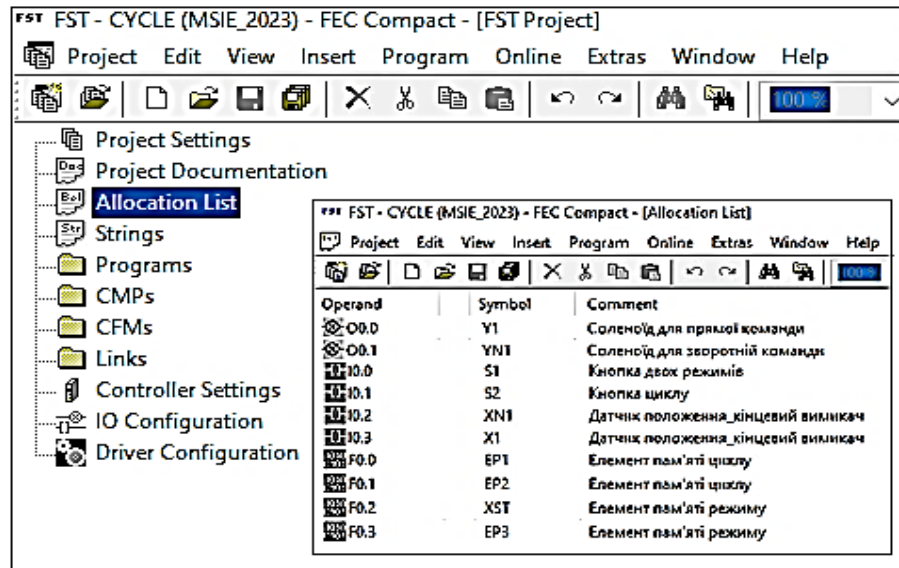 FST FST - CYCLE (MSIE_2023) - FEC Compact - [FST Project]
Project Edit View Insert Program Online Extras Window Help
100 %
Project Settings
Project Documentation
Allocation List
Strings
Programs
CMPs
CFMs
Links
Controller Settings
IO Configuration
Driver Configuration
FST FST - CYCLE (MSIE_2023) - FEC Compact - [Allocation List]
Project Edit View Insert Program Online Extras Window Help
100 %
Operand Symbol Comment
O0.0 Y1 Соленоїд для прямої команди
O0.1 YN1 Соленоїд для зворотній команди
I0.0 S1 Кнопка двох режимів
I0.1 S2 Кнопка циклу
I0.2 XN1 Датчик положення_кінцевий вимикач
I0.3 X1 Датчик положення_кінцевий вимикач
F0.0 EP1 Елемент пам'яті циклу
F0.1 EP2 Елемент пам'яті циклу
F0.2 XST Елемент пам'яті режиму
F0.3 EP3 Елемент пам'яті режиму